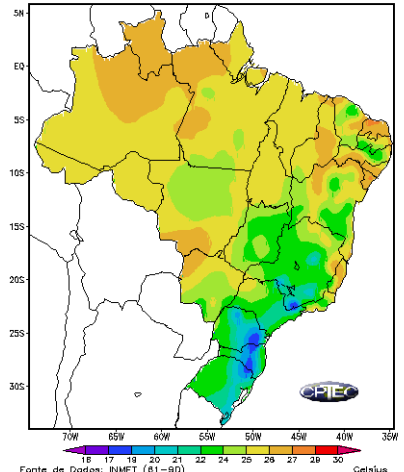 5N
EQ
5S
10S
15S
20S
25S
30S
CPTEC
70W 65W 60W 55W 50W 45W 40W 35W
16 17 19 20 21 22 24 25 26 27 28 30
Fonte de Dados: INMET (61-90) Celsius